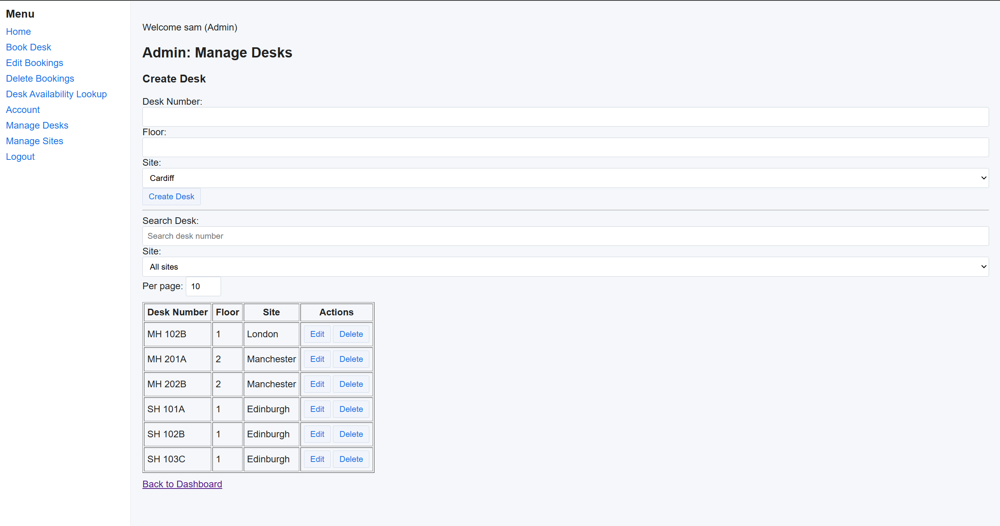 Menu
Home
Book Desk
Edit Bookings
Delete Bookings
Desk Availability Lookup
Account
Manage Desks
Manage Sites
Logout
Welcome sam (Admin)
Admin: Manage Desks
Create Desk
Desk Number:
Floor:
Site:
Cardiff
Create Desk
Search Desk:
Search desk number
Site:
All sites
Per page: 10
Desk Number Floor Site Actions
MH 102B 1 London Edit Delete
MH 201A 2 Manchester Edit Delete
MH 202B 2 Manchester Edit Delete
SH 101A 1 Edinburgh Edit Delete
SH 102B 1 Edinburgh Edit Delete
SH 103C 1 Edinburgh Edit Delete
Back to Dashboard